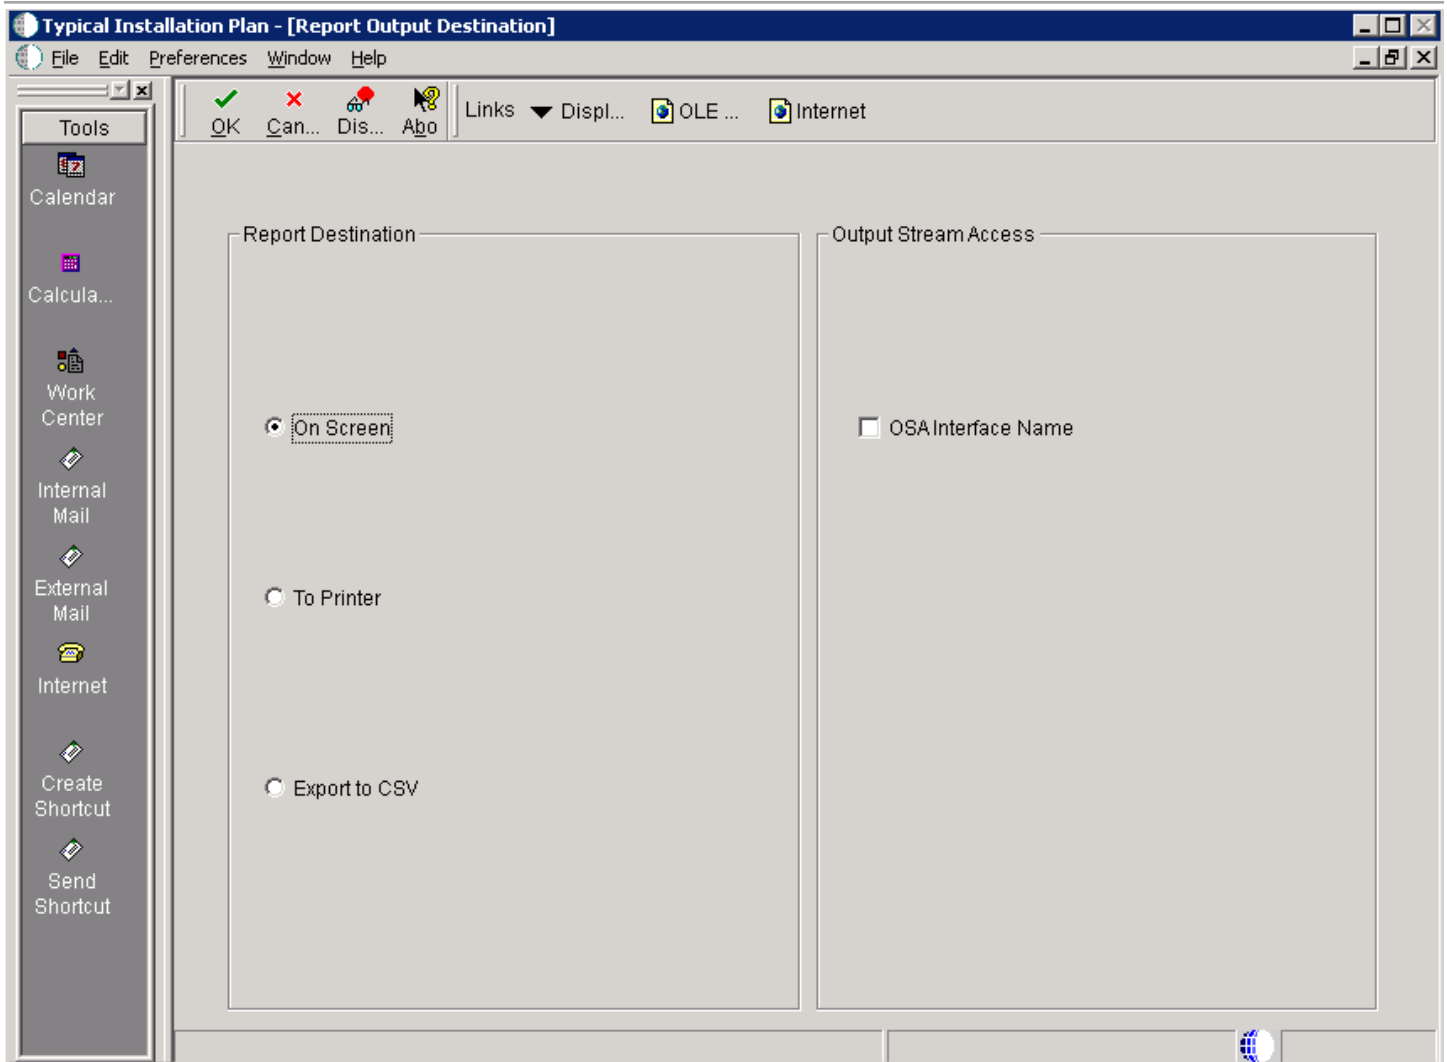 Typical Installation Plan - [Report Output Destination]
File Edit Preferences Window Help
Tools
OK Can... Dis... Abo Links Displ... OLE ... Internet
Calendar
Calcula...
Work
Center
Internal
Mail
External
Mail
Internet
Create
Shortcut
Send
Shortcut
Report Destination
On Screen
To Printer
Export to CSV
Output Stream Access
OSA Interface Name